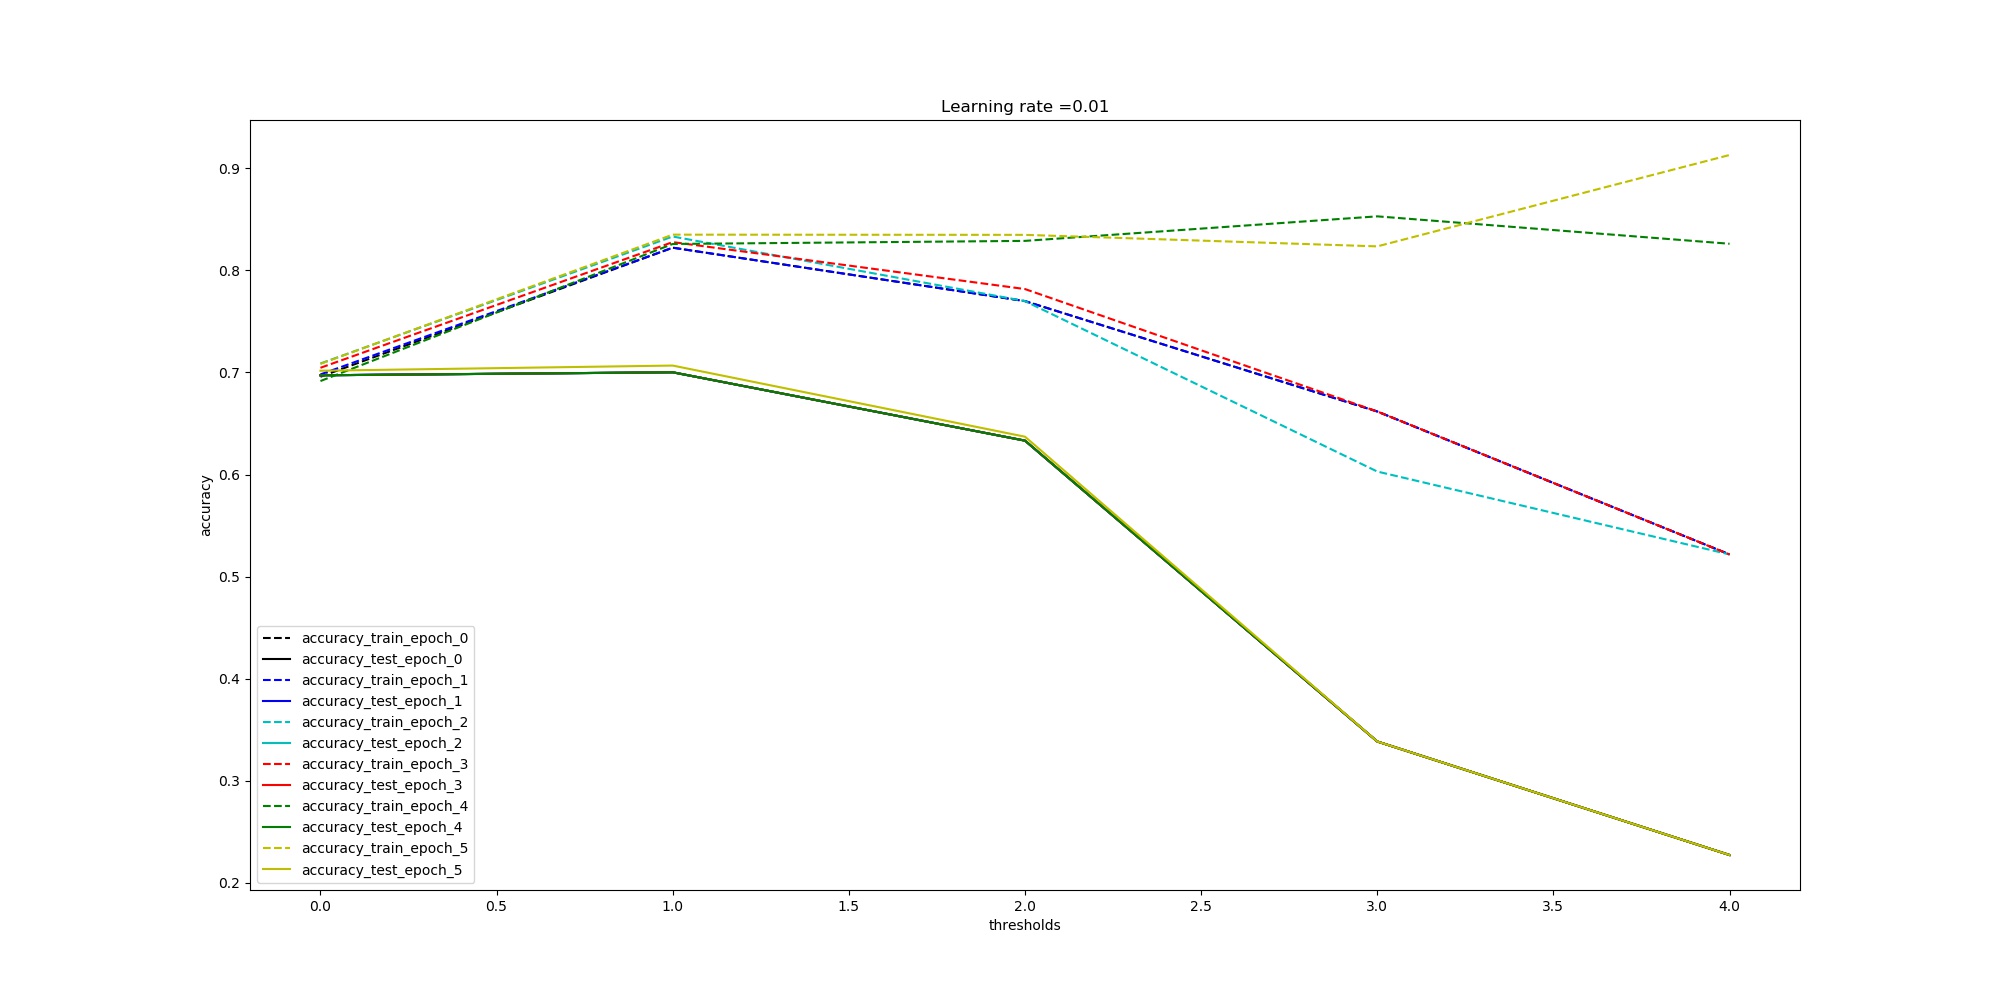 Learning rate =0.01
0.9
0.8
0.7
0.6
0.5
0.4
0.3
0.2
accuracy
accuracy_train_epoch_0
accuracy_test_epoch_0
accuracy_train_epoch_1
accuracy_test_epoch_1
accuracy_train_epoch_2
accuracy_test_epoch_2
accuracy_train_epoch_3
accuracy_test_epoch_3
accuracy_train_epoch_4
accuracy_test_epoch_4
accuracy_train_epoch_5
accuracy_test_epoch_5
0.0 0.5 1.0 1.5 2.0 2.5 3.0 3.5 4.0
thresholds